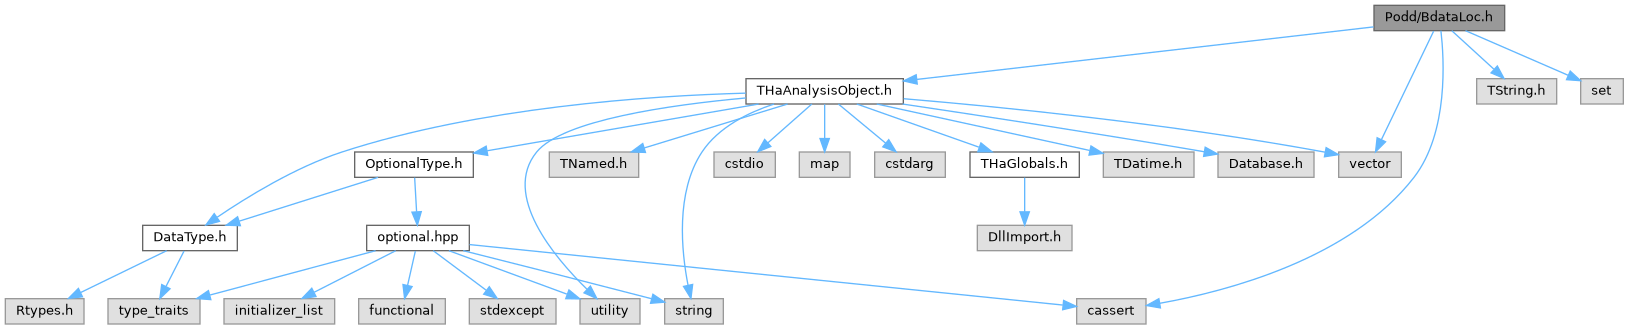 Podd/BdataLoc.h
THaAnalysisObject.h
TString.h
set
OptionalType.h
TNamed.h
cstdio
map
cstdarg
THaGlobals.h
TDatime.h
Database.h
vector
DataType.h
optional.hpp
DllImport.h
Rtypes.h
type_traits
initializer_list
functional
stdexcept
utility
string
cassert